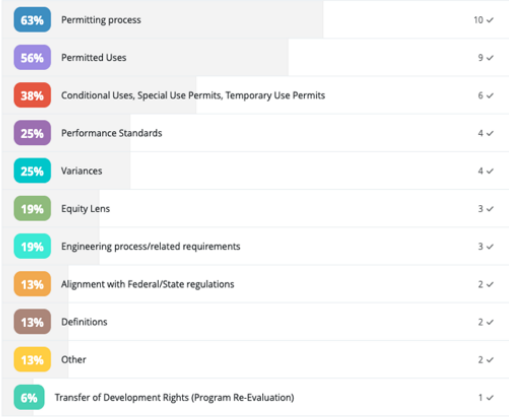 63% Permitting process 10 ✓
56% Permitted Uses 9 ✓
38% Conditional Uses, Special Use Permits, Temporary Use Permits 6 ✓
25% Performance Standards 4 ✓
25% Variances 4 ✓
19% Equity Lens 3 ✓
19% Engineering process/related requirements 3 ✓
13% Alignment with Federal/State regulations 2 ✓
13% Definitions 2 ✓
13% Other 2 ✓
6% Transfer of Development Rights (Program Re-Evaluation) 1 ✓